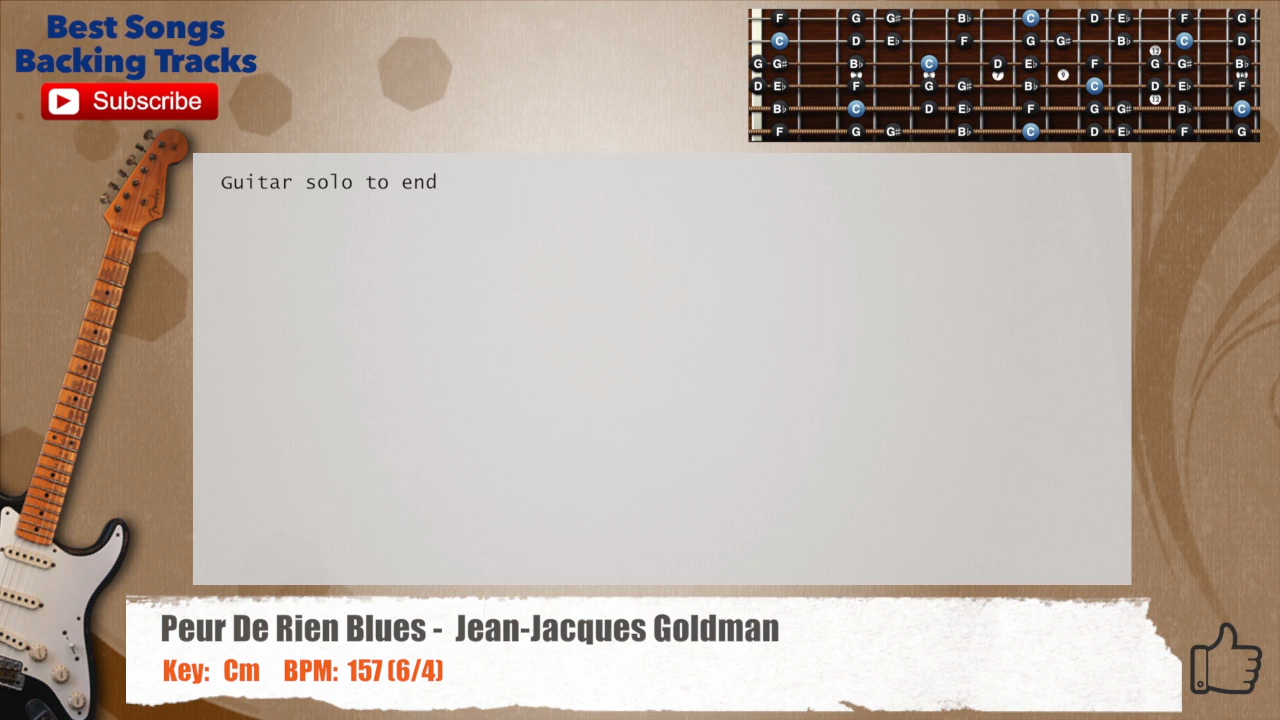 Best Songs
Backing Tracks
Subscribe
F G G# B♭ C D E♭ F G
C D E♭ F G G# B♭ C D
G G# B♭ C D E♭ F G G# B♭
D E♭ F G G# B♭ C D E♭ F
B♭ C D E♭ F G G# B♭ C
F G G# B♭ C D E♭ F G
Guitar solo to end
Peur De Rien Blues - Jean-Jacques Goldman
Key: Cm BPM: 157 (6/4)